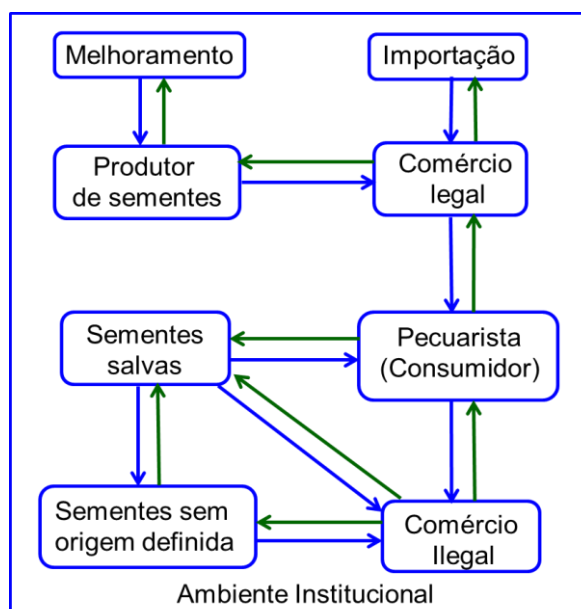 Melhoramento
Importação
Produtor
de sementes
Comércio
legal
Sementes
salvas
Pecuarista
(Consumidor)
Sementes sem
origem definida
Comércio
Ilegal
Ambiente Institucional